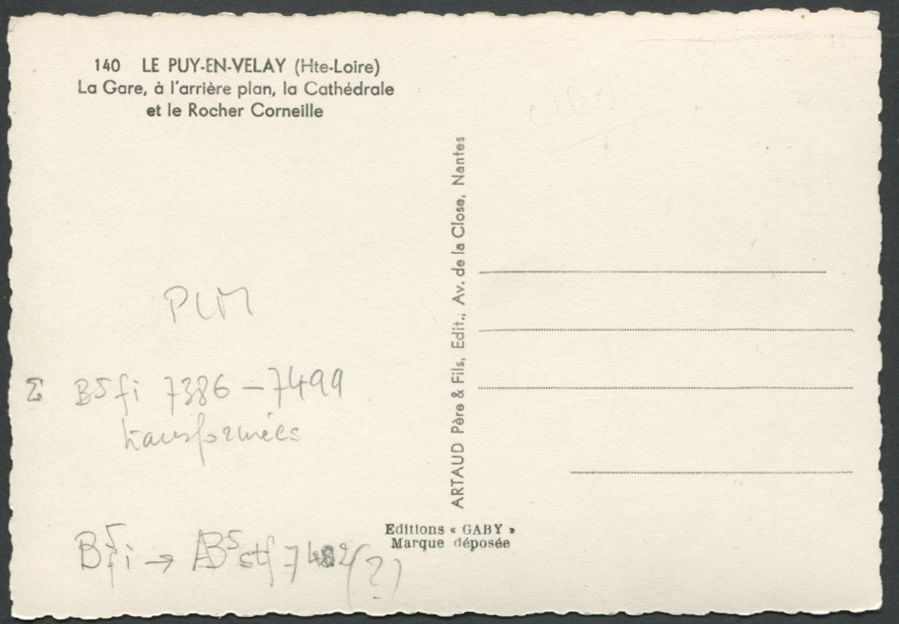 140 LE PUY-EN-VELAY (Hte-Loire)
La Gare, à l'arrière plan, la Cathédrale
et le Rocher Corneille
PLM
Σ B5fi 7386 – 7499
transformées
B5fi → AB5stf 7482 (?)
ARTAUD Père & Fils, Edit.; Av. de la Close, Nantes
Editions « GABY »
Marque déposée